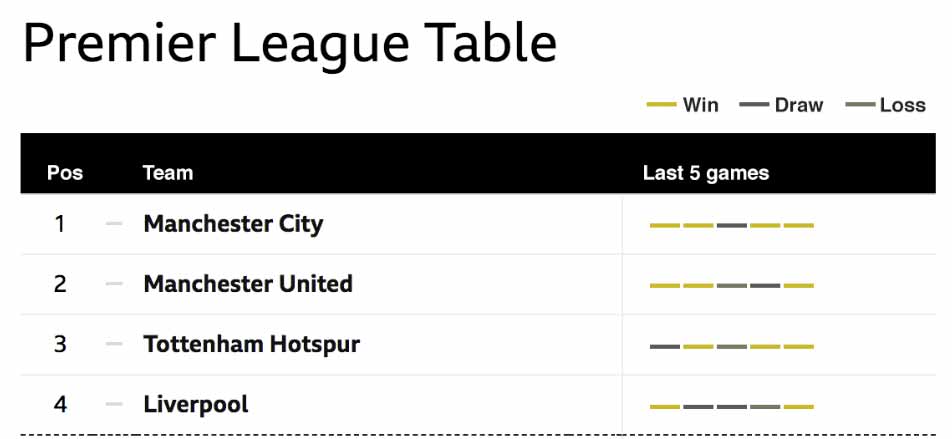 Premier League Table
Win Draw Loss
Pos Team Last 5 games
1 Manchester City
2 Manchester United
3 Tottenham Hotspur
4 Liverpool